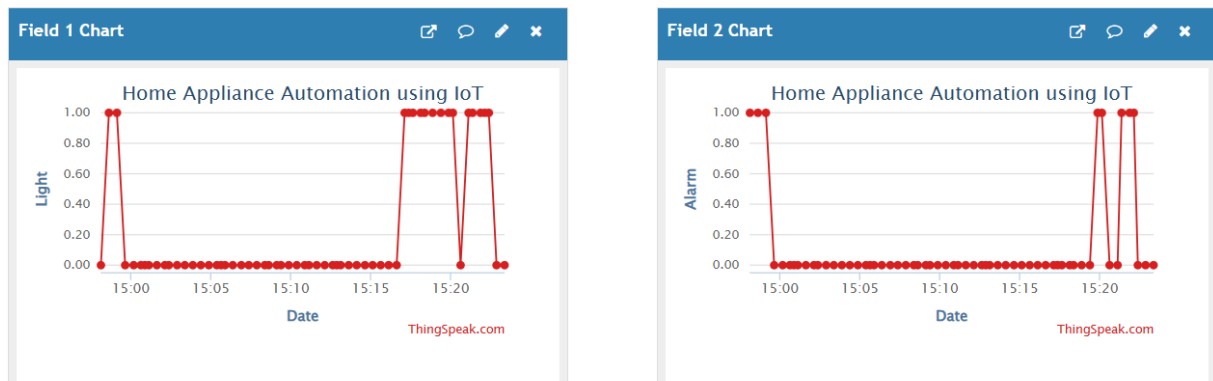 Field 1 Chart
Home Appliance Automation using IoT
1.00
0.80
0.60
0.40
0.20
0.00
Light
15:00 15:05 15:10 15:15 15:20
Date
ThingSpeak.com
Field 2 Chart
Home Appliance Automation using IoT
1.00
0.80
0.60
0.40
0.20
0.00
Alarm
15:00 15:05 15:10 15:15 15:20
Date
ThingSpeak.com